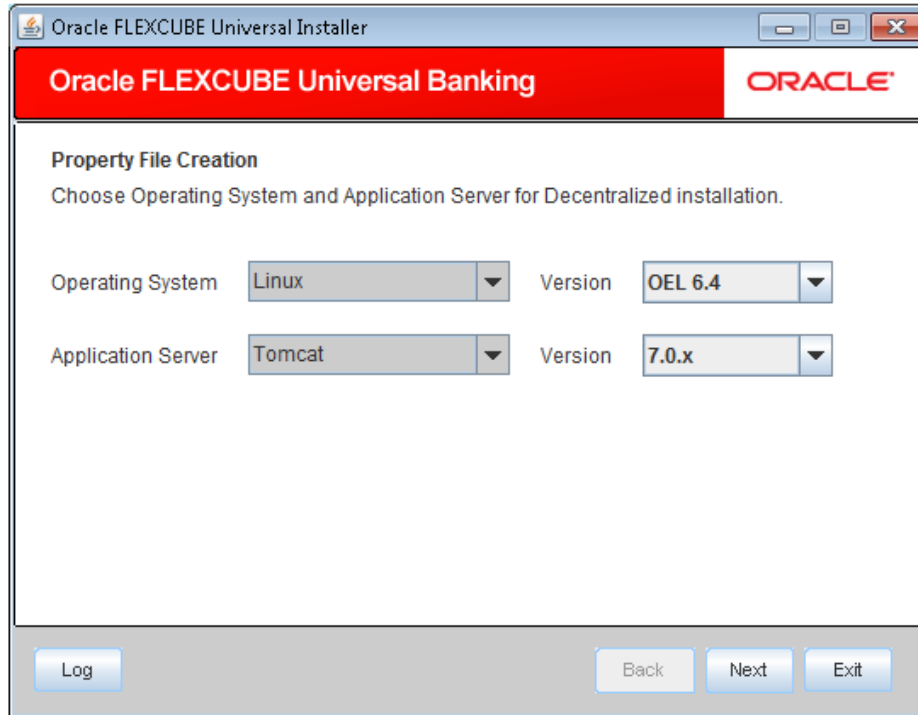 Oracle FLEXCUBE Universal Installer
Oracle FLEXCUBE Universal Banking
ORACLE'
Property File Creation
Choose Operating System and Application Server for Decentralized installation.
Operating System Linux Version OEL 6.4
Application Server Tomcat Version 7.0.x
Log Back Next Exit